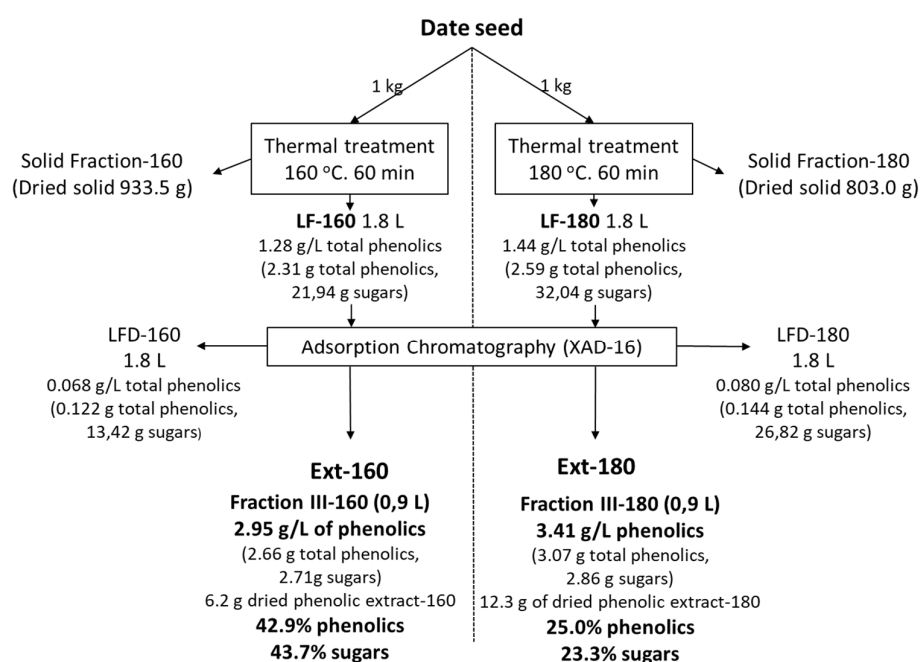 Date seed
1 kg
1 kg
Thermal treatment
160 °C. 60 min
Thermal treatment
180 °C. 60 min
Solid Fraction-160
(Dried solid 933.5 g)
Solid Fraction-180
(Dried solid 803.0 g)
LF-160 1.8 L
1.28 g/L total phenolics
(2.31 g total phenolics,
21,94 g sugars)
LF-180 1.8 L
1.44 g/L total phenolics
(2.59 g total phenolics,
32,04 g sugars)
Adsorption Chromatography (XAD-16)
LFD-160
1.8 L
0.068 g/L total phenolics
(0.122 g total phenolics,
13,42 g sugars)
LFD-180
1.8 L
0.080 g/L total phenolics
(0.144 g total phenolics,
26,82 g sugars)
Ext-160
Fraction III-160 (0,9 L)
2.95 g/L of phenolics
(2.66 g total phenolics,
2.71g sugars)
6.2 g dried phenolic extract-160
42.9% phenolics
43.7% sugars
Ext-180
Fraction III-180 (0,9 L)
3.41 g/L phenolics
(3.07 g total phenolics,
2.86 g sugars)
12.3 g of dried phenolic extract-180
25.0% phenolics
23.3% sugars